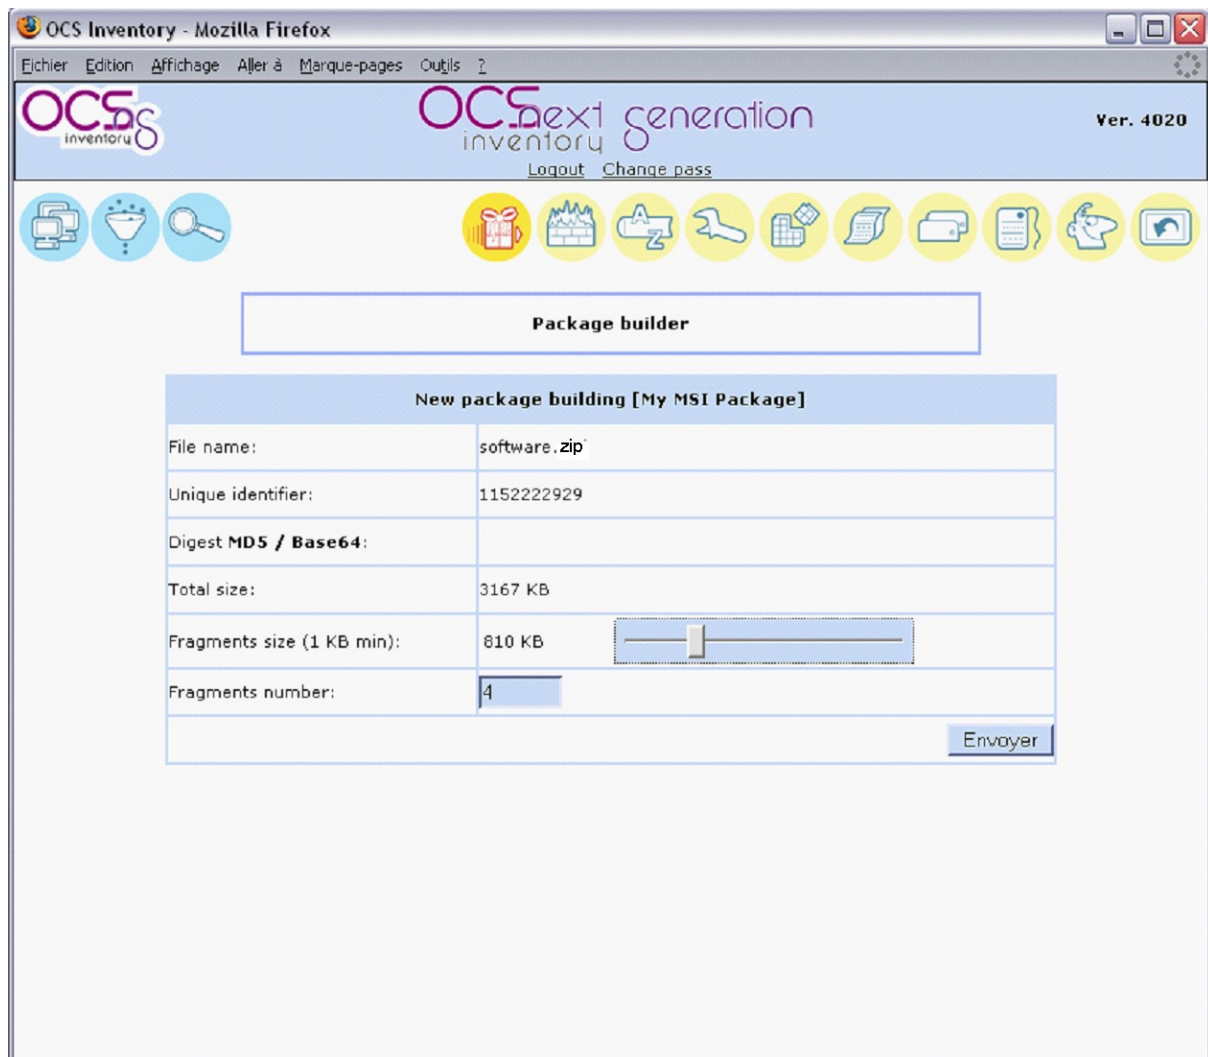 OCS Inventory - Mozilla Firefox
Fichier Edition Affichage Aller à Marque-pages Outils ?
OCS ng inventory
OCS next generation inventory
Ver. 4020
Logout Change pass
A Z
Package builder
New package building [My MSI Package]
File name: software.zip
Unique identifier: 1152222929
Digest MD5 / Base64:
Total size: 3167 KB
Fragments size (1 KB min): 810 KB
Fragments number: 4
Envoyer